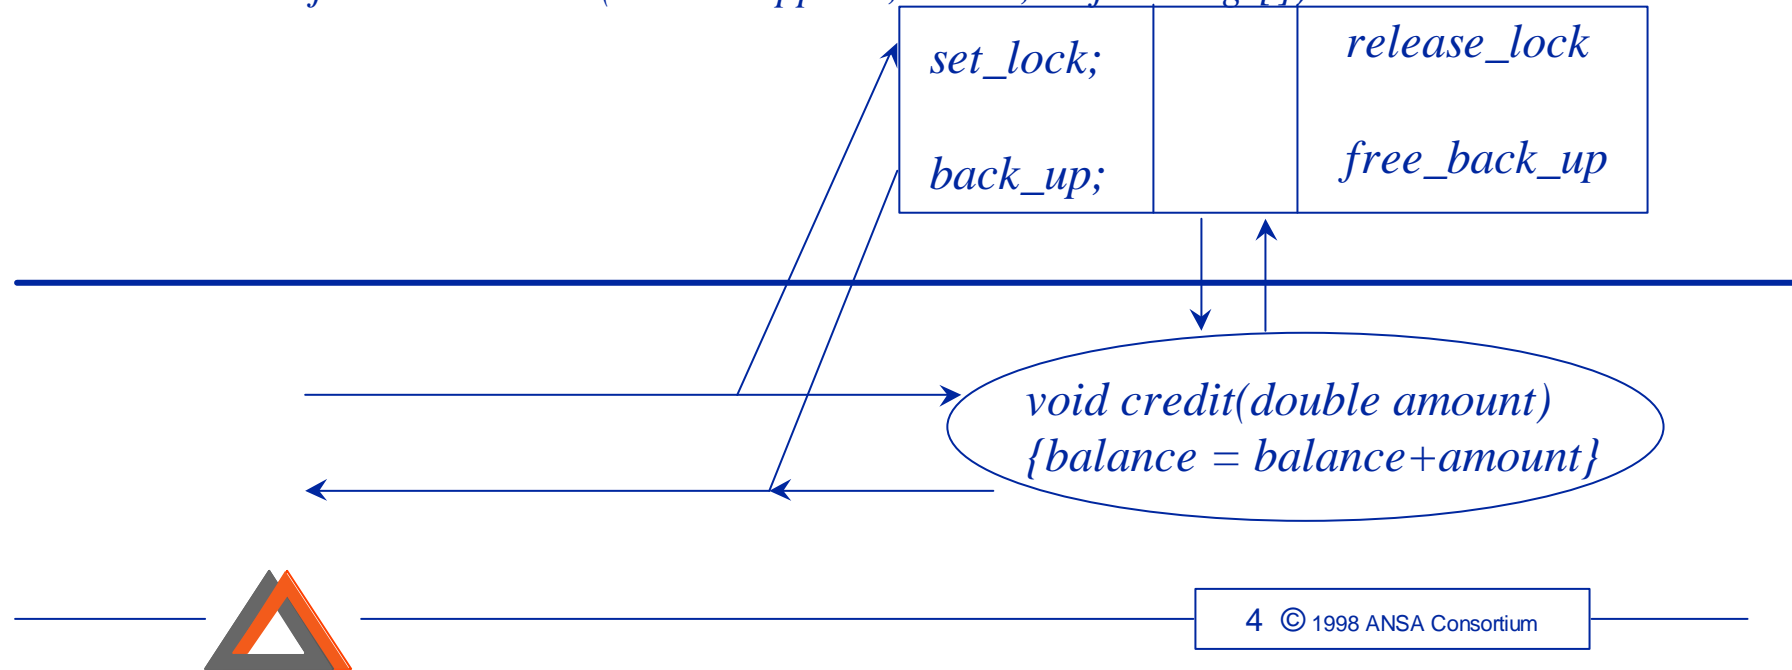 set_lock;
back_up;
release_lock
free_back_up
void credit(double amount)
{balance = balance+amount}
4 © 1998 ANSA Consortium